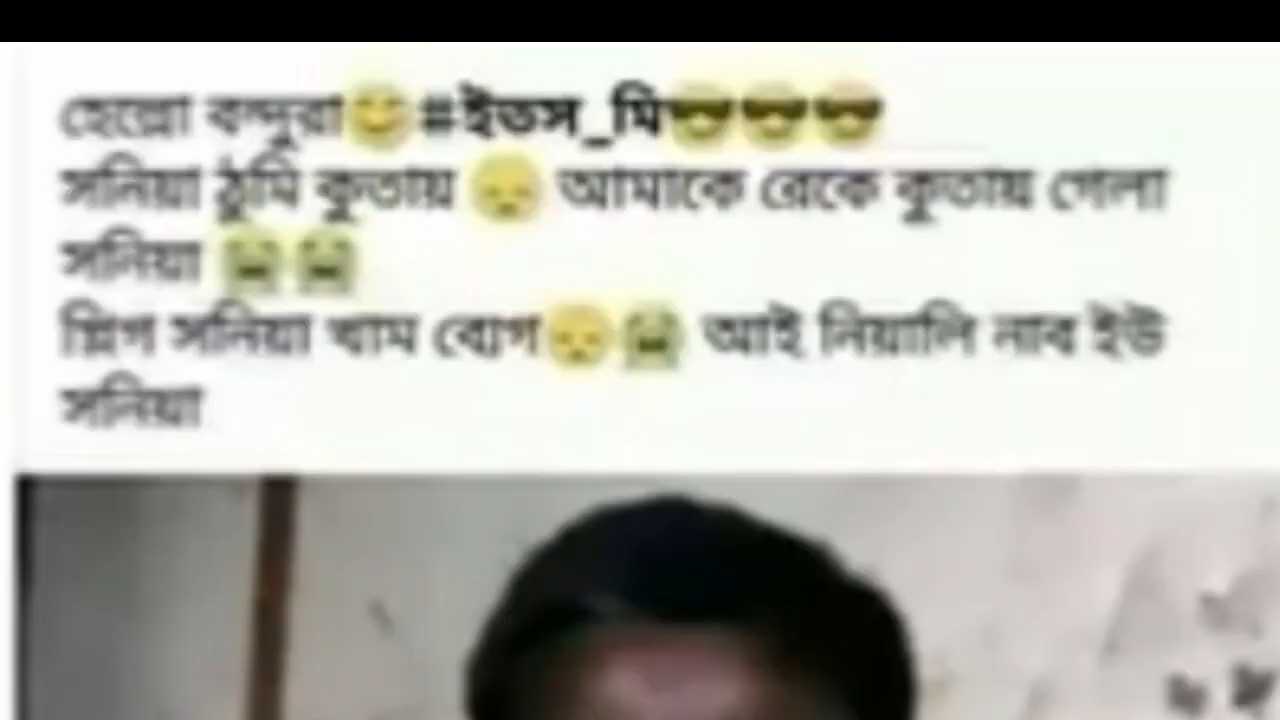 হেল্লো বন্দুরা😊#ইতস_মি😎😎😎
সনিয়া ঠুমি কুতায় 😞 আমাকে রেকে কুতায় গেলা
সনিয়া 😭😭
প্লিগ সনিয়া খাম ব্যেগ😞😭 আই নিয়ালি নাব ইউ
সনিয়া